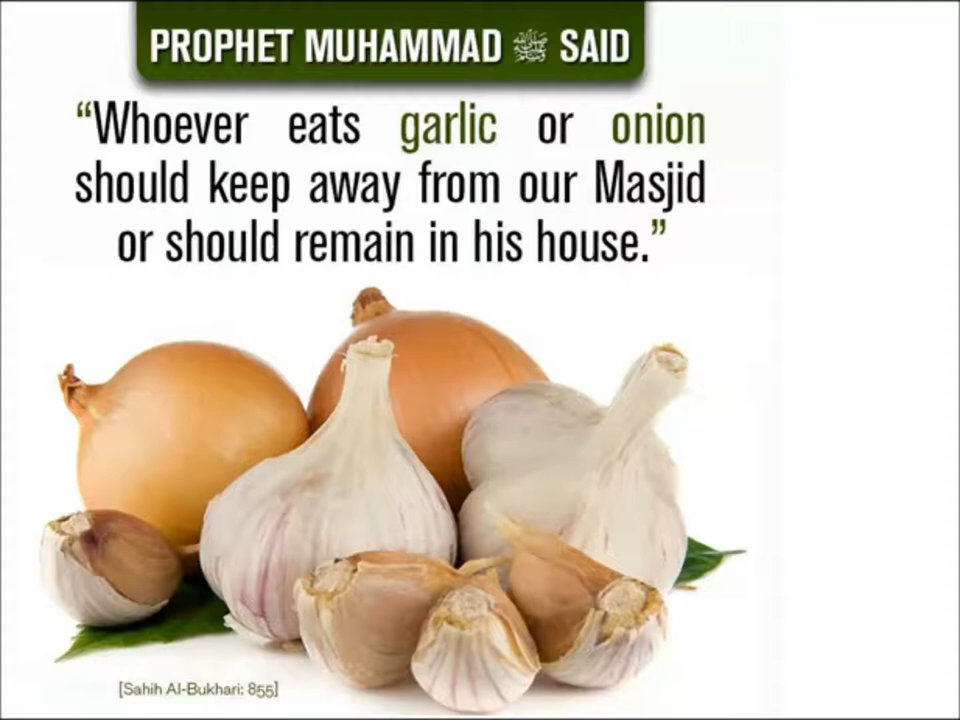 PROPHET MUHAMMAD ﷺ SAID
“Whoever eats garlic or onion
should keep away from our Masjid
or should remain in his house.”
[Sahih Al-Bukhari: 855]